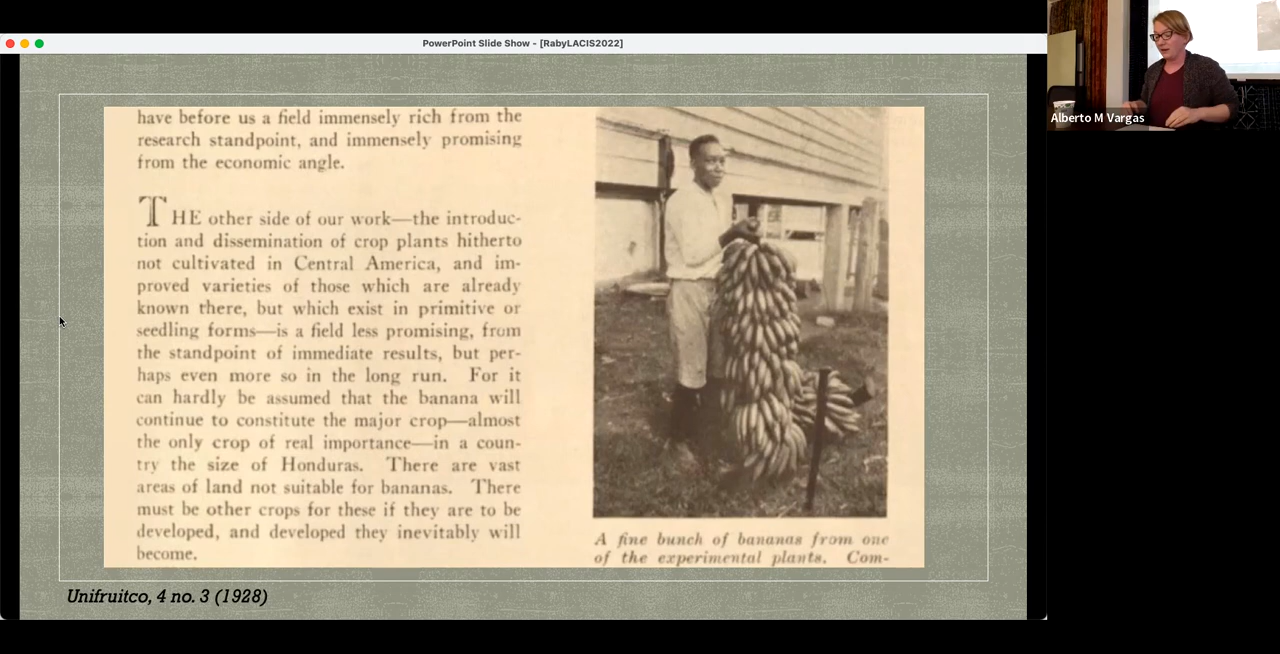 PowerPoint Slide Show - [RabyLACIS2022]
Alberto M Vargas
have before us a field immensely rich from the
research standpoint, and immensely promising
from the economic angle.
THE other side of our work—the introduc-
tion and dissemination of crop plants hitherto
not cultivated in Central America, and im-
proved varieties of those which are already
known there, but which exist in primitive or
seedling forms—is a field less promising, from
the standpoint of immediate results, but per-
haps even more so in the long run. For it
can hardly be assumed that the banana will
continue to constitute the major crop—almost
the only crop of real importance—in a coun-
try the size of Honduras. There are vast
areas of land not suitable for bananas. There
must be other crops for these if they are to be
developed, and developed they inevitably will
become.
A fine bunch of bananas from one
of the experimental plants. Com-
Unifruitco, 4 no. 3 (1928)